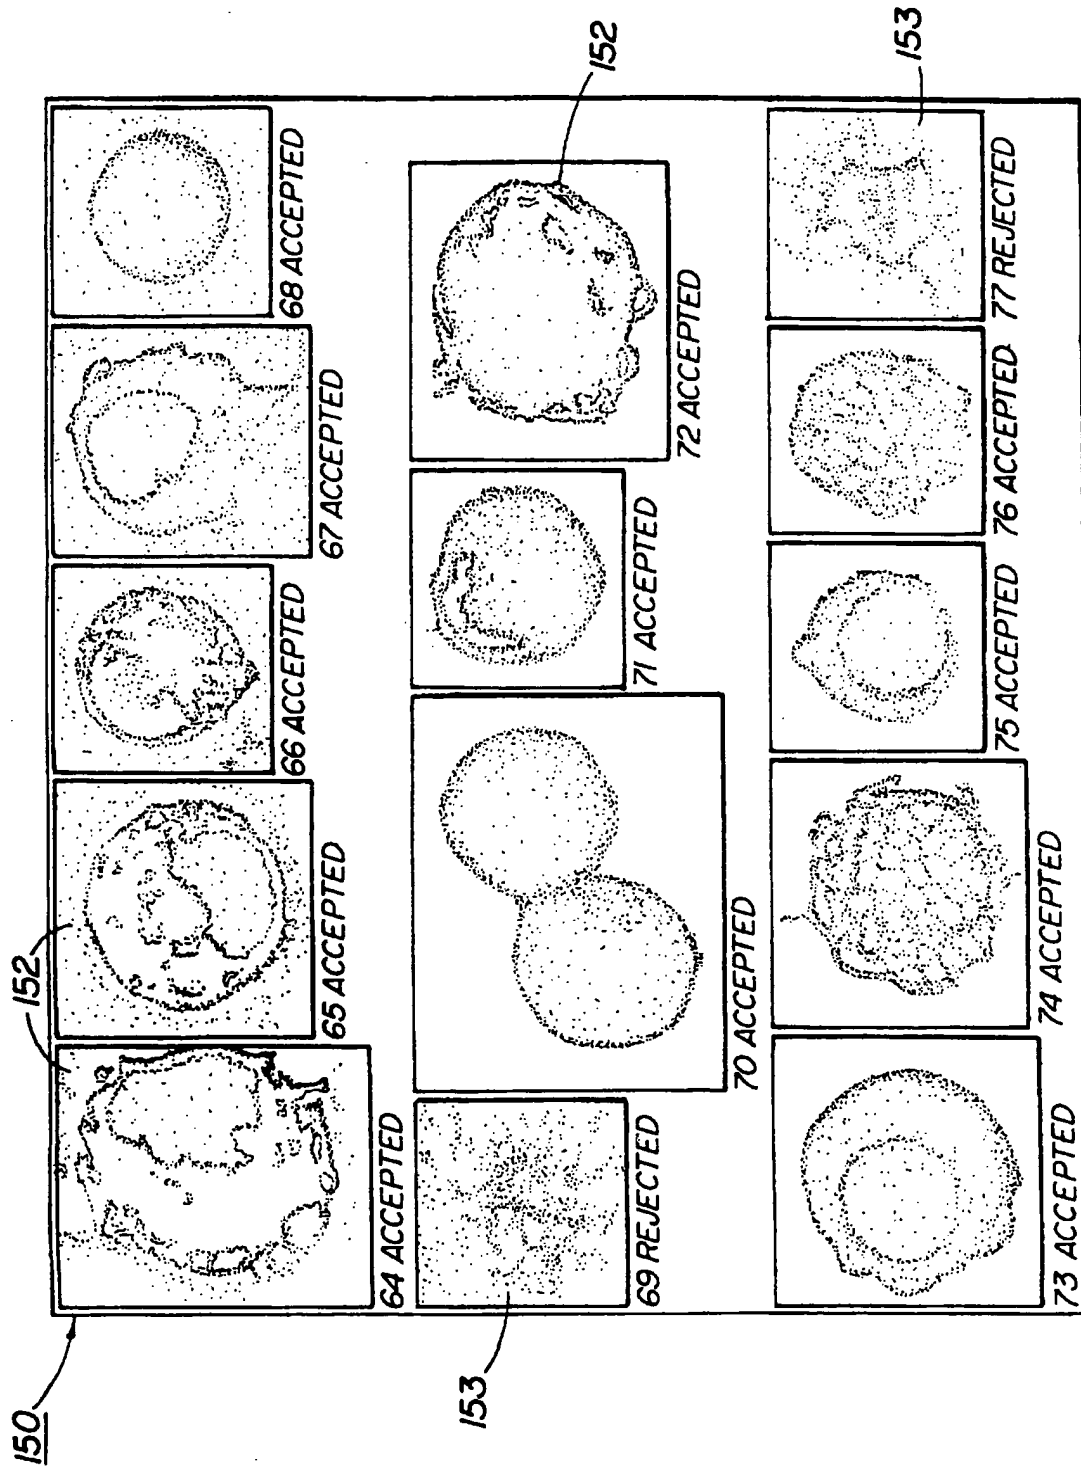 150
152
64 ACCEPTED
65 ACCEPTED
66 ACCEPTED
67 ACCEPTED
68 ACCEPTED
153
69 REJECTED
70 ACCEPTED
71 ACCEPTED
72 ACCEPTED
152
73 ACCEPTED
74 ACCEPTED
75 ACCEPTED
76 ACCEPTED
77 REJECTED
153